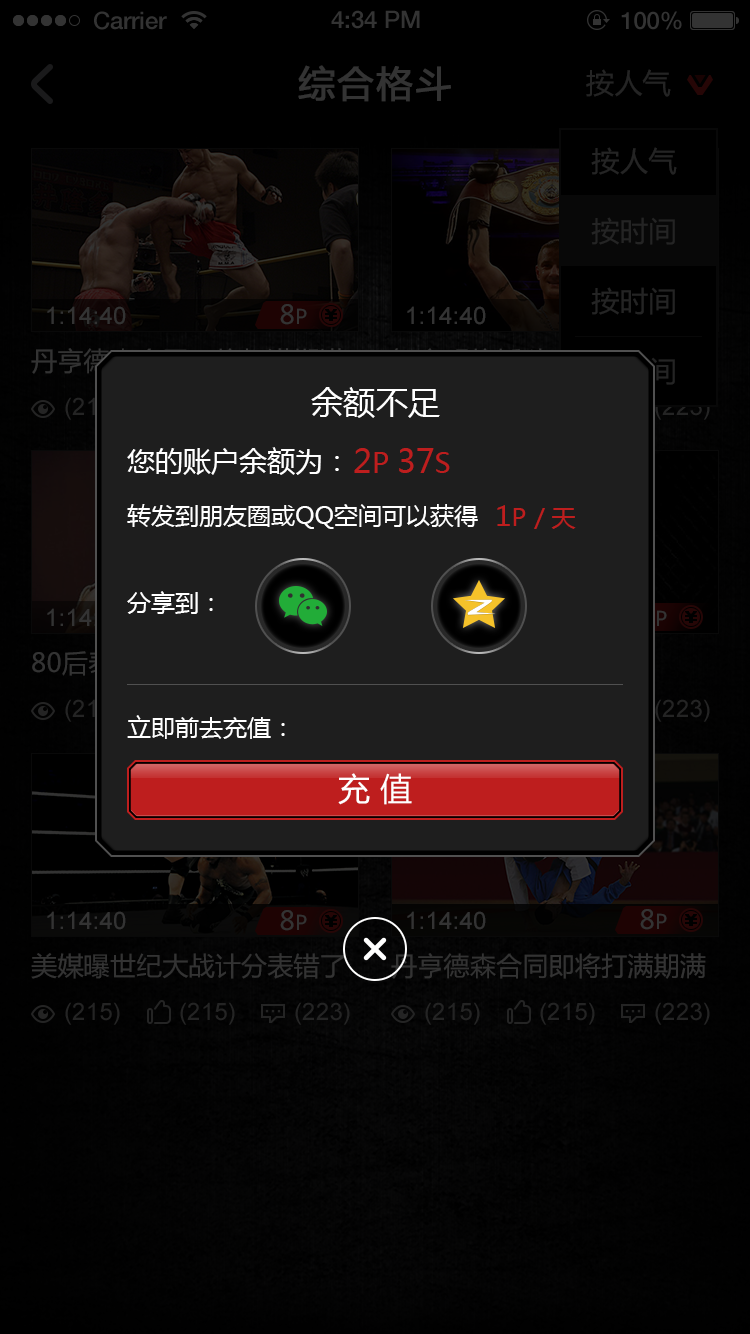 Carrier 4:34 PM 100%
综合格斗 按人气
按人气
按时间
按时间
间
1:14:40 8P
1:14:40
丹亨德
(21 (223)
余额不足
您的账户余额为：2P 37S
转发到朋友圈或QQ空间可以获得 1P / 天
分享到：
1:14 P
80后
(21 (223)
立即前去充值：
充 值
1:14:40 8P
1:14:40 8P
美媒曝世纪大战计分表错了
丹亨德森合同即将打满期满
(215) (215) (223)
(215) (215) (223)